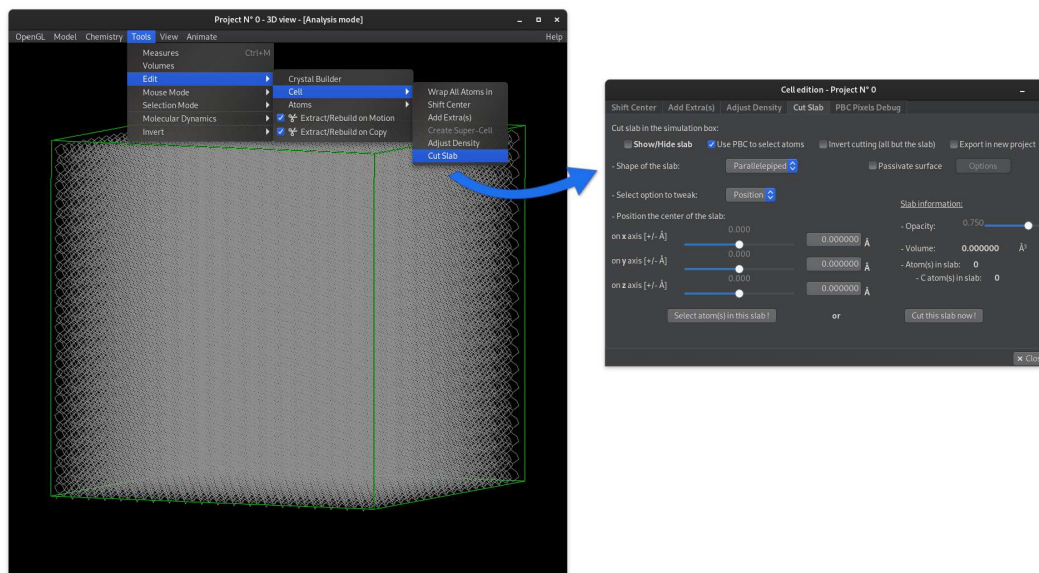 Project N° 0 - 3D view - [Analysis mode]
OpenGL Model Chemistry Tools View Animate Help
Measures Ctrl+M
Volumes
Edit
Mouse Mode
Selection Mode
Molecular Dynamics
Invert
Crystal Builder
Cell
Atoms
Extract/Rebuild on Motion
Extract/Rebuild on Copy
Wrap All Atoms in
Shift Center
Add Extra(s)
Create Super-Cell
Adjust Density
Cut Slab
Cell edition - Project N° 0
Shift Center Add Extra(s) Adjust Density Cut Slab PBC Pixels Debug
Cut slab in the simulation box:
Show/Hide slab Use PBC to select atoms Invert cutting (all but the slab) Export in new project
- Shape of the slab: Parallelepiped Passivate surface Options
- Select option to tweak: Position
Slab information:
- Position the center of the slab:
- Opacity: 0.750
on x axis [+/- Å] 0.000 0.000000 Å
- Volume: 0.000000 Å³
on y axis [+/- Å] 0.000 0.000000 Å
- Atom(s) in slab: 0
- C atom(s) in slab: 0
on z axis [+/- Å] 0.000 0.000000 Å
Select atom(s) in this slab ! or Cut this slab now !